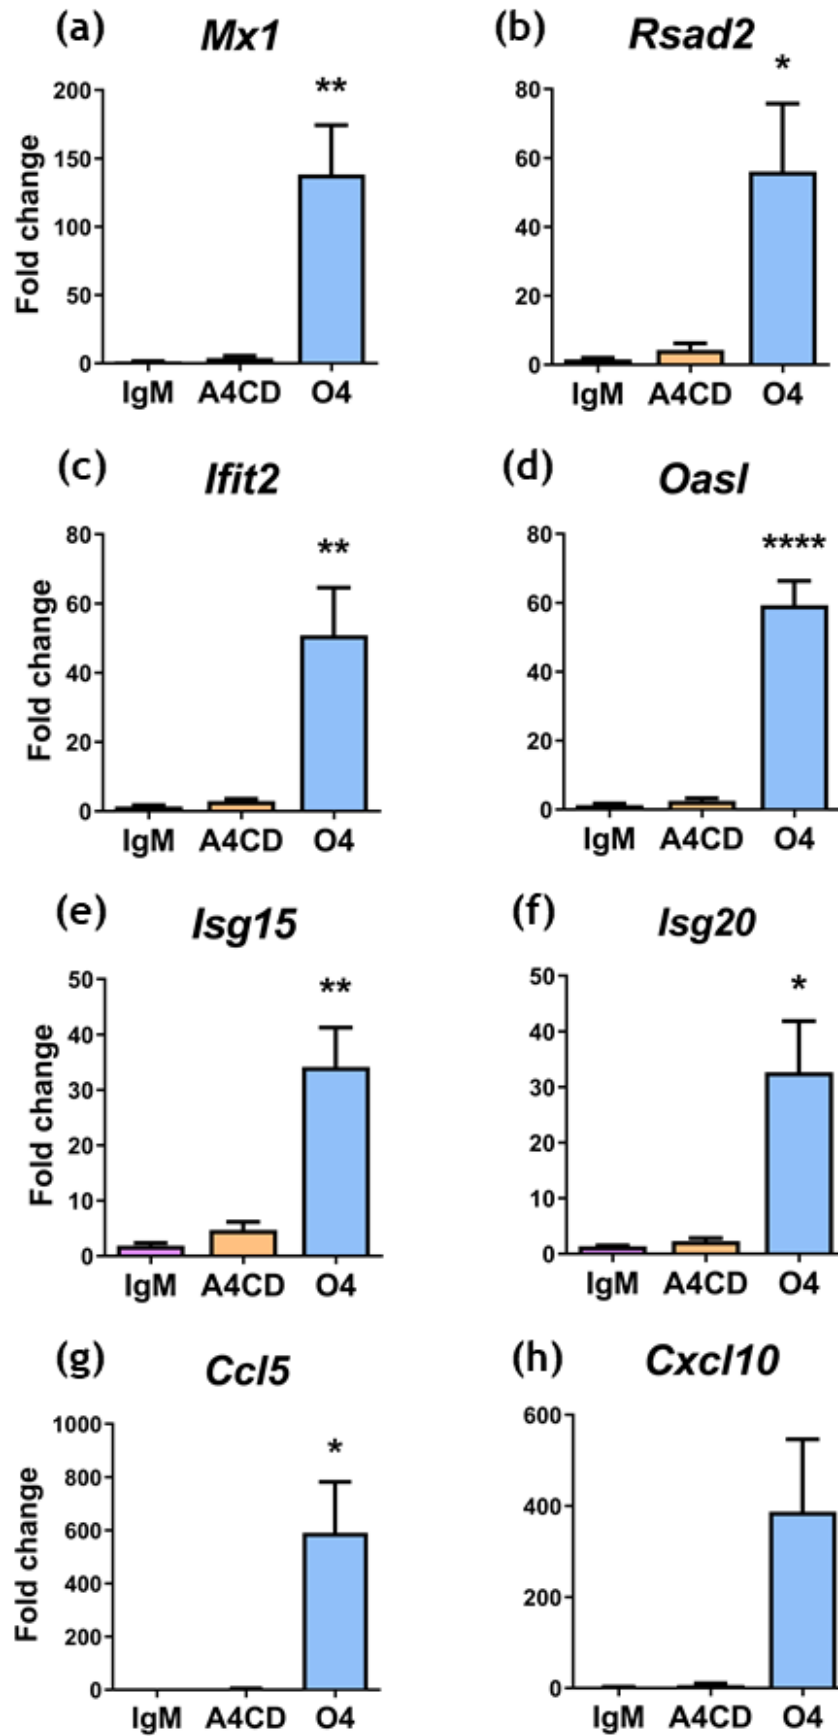 (a) Mx1
(b) Rsad2
**
*
Fold change
200
150
100
50
0
80
60
40
20
0
IgM A4CD O4
IgM A4CD O4
(c) Ifit2
(d) Oasl
**
****
Fold change
80
60
40
20
0
80
60
40
20
0
IgM A4CD O4
IgM A4CD O4
(e) Isg15
(f) Isg20
**
*
Fold change
50
40
30
20
10
0
50
40
30
20
10
0
IgM A4CD O4
IgM A4CD O4
(g) Ccl5
(h) Cxcl10
*
Fold change
1000
800
600
400
200
0
600
400
200
0
IgM A4CD O4
IgM A4CD O4